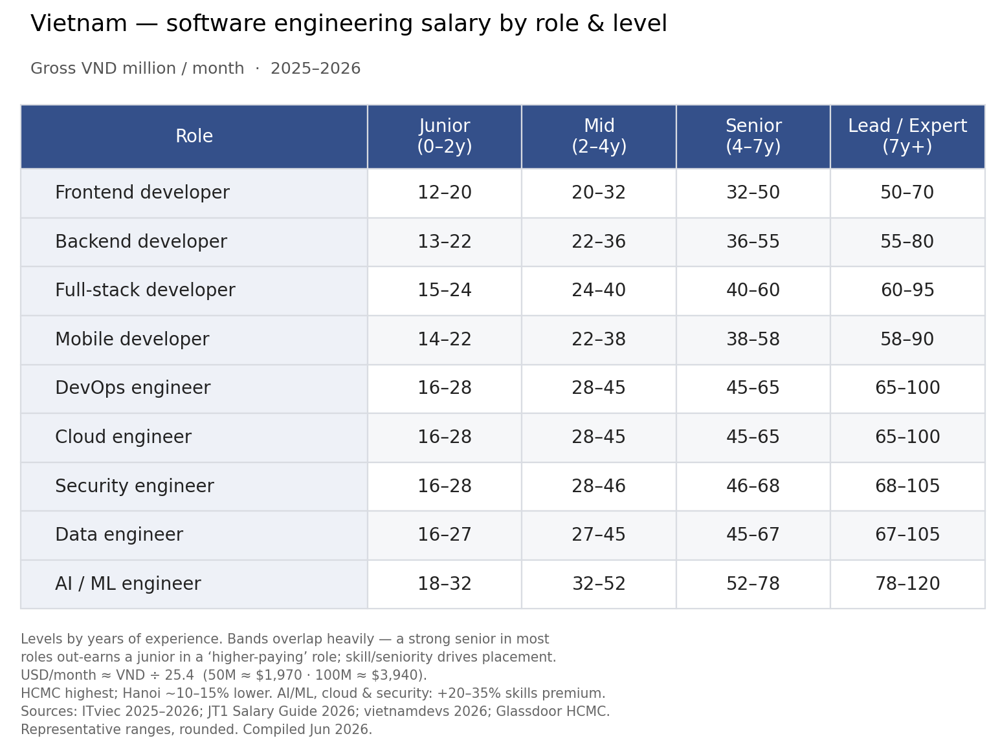 Vietnam — software engineering salary by role & level
Gross VND million / month  ·  2025–2026
Role Junior (0–2y) Mid (2–4y) Senior (4–7y) Lead / Expert (7y+)
Frontend developer 12–20 20–32 32–50 50–70
Backend developer 13–22 22–36 36–55 55–80
Full-stack developer 15–24 24–40 40–60 60–95
Mobile developer 14–22 22–38 38–58 58–90
DevOps engineer 16–28 28–45 45–65 65–100
Cloud engineer 16–28 28–45 45–65 65–100
Security engineer 16–28 28–46 46–68 68–105
Data engineer 16–27 27–45 45–67 67–105
AI / ML engineer 18–32 32–52 52–78 78–120
Levels by years of experience. Bands overlap heavily — a strong senior in most
roles out-earns a junior in a ‘higher-paying’ role; skill/seniority drives placement.
USD/month ≈ VND ÷ 25.4  (50M ≈ $1,970 · 100M ≈ $3,940).
HCMC highest; Hanoi ~10–15% lower. AI/ML, cloud & security: +20–35% skills premium.
Sources: ITviec 2025–2026; JT1 Salary Guide 2026; vietnamdevs 2026; Glassdoor HCMC.
Representative ranges, rounded. Compiled Jun 2026.